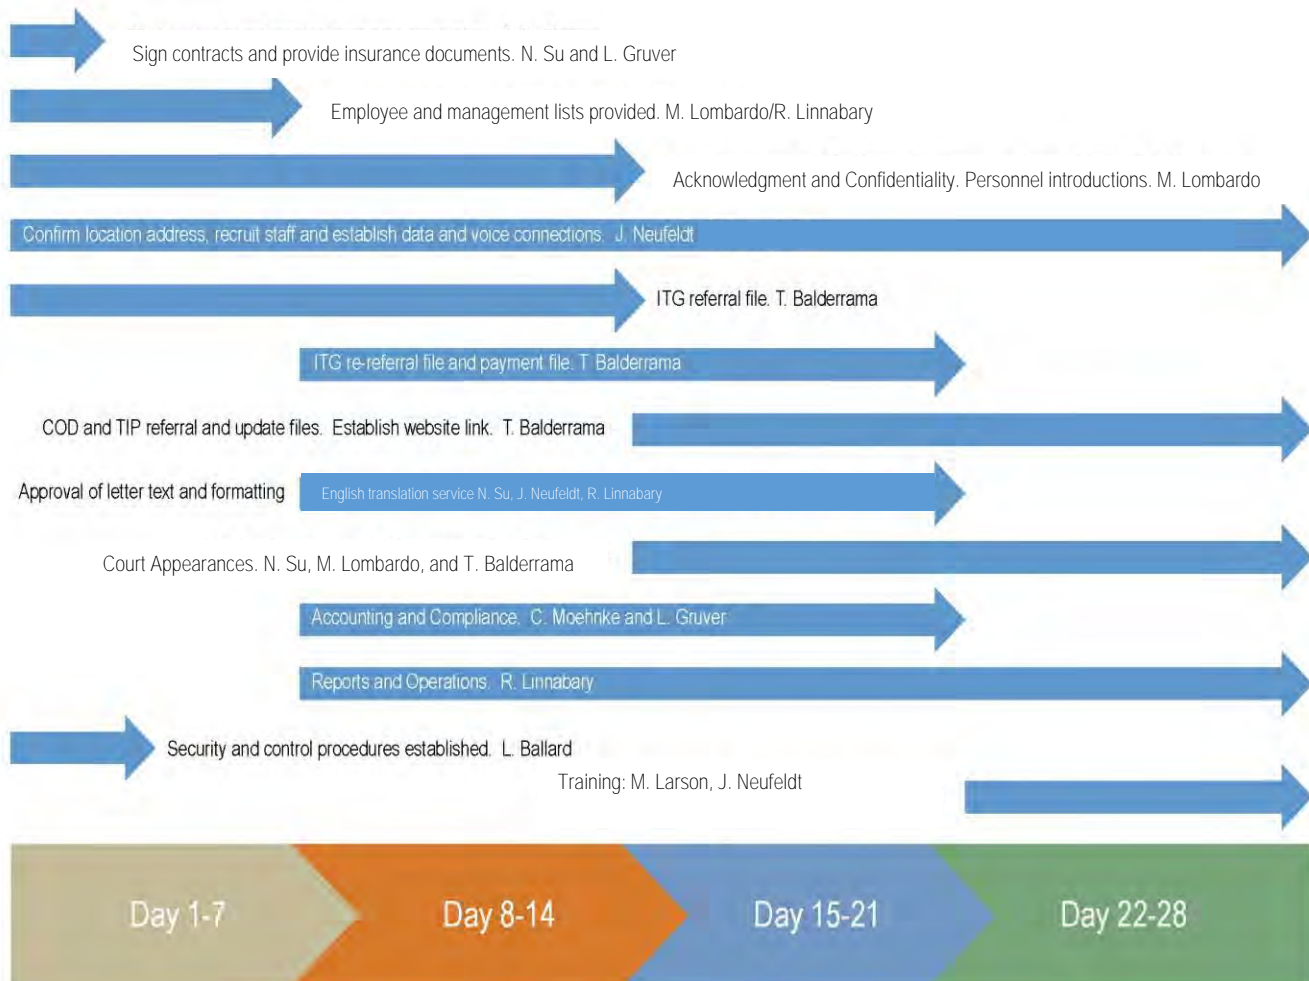 Sign contracts and provide insurance documents. N. Su and L. Gruver
Employee and management lists provided. M. Lombardo/R. Linnabary
Acknowledgment and Confidentiality. Personnel introductions. M. Lombardo
Confirm location address, recruit staff and establish data and voice connections. J. Neufeldt
ITG referral file. T. Balderrama
ITG re-referral file and payment file. T Balderrama
COD and TIP referral and update files. Establish website link. T. Balderrama
Approval of letter text and formatting
English translation service N. Su, J. Neufeldt, R. Linnabary
Court Appearances. N. Su, M. Lombardo, and T. Balderrama
Accounting and Compliance. C. Moehnke and L. Gruver
Reports and Operations. R. Linnabary
Security and control procedures established. L. Ballard
Training: M. Larson, J. Neufeldt
Day 1-7
Day 8-14
Day 15-21
Day 22-28